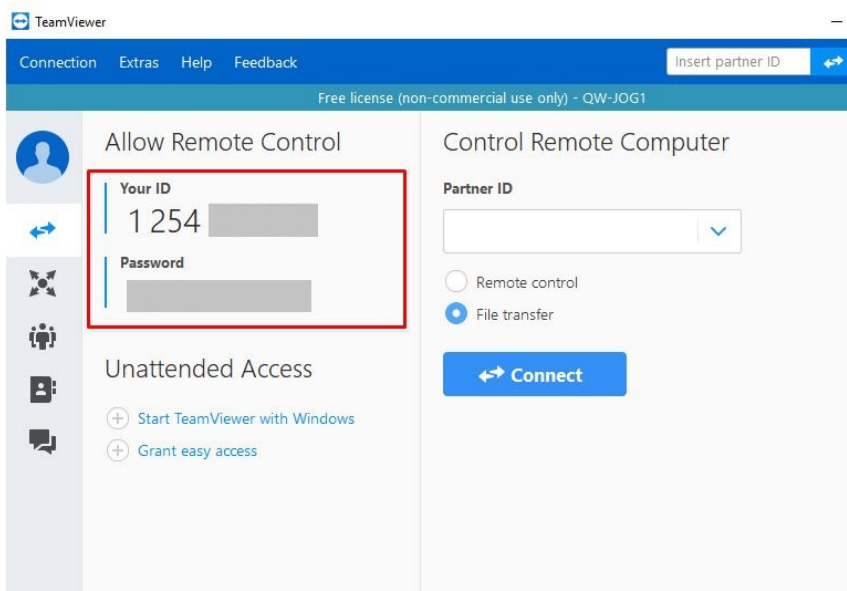 TeamViewer
Connection Extras Help Feedback
Insert partner ID
Free license (non-commercial use only) - QW-JOG1
Allow Remote Control
Your ID
1 254
Password
Unattended Access
Start TeamViewer with Windows
Grant easy access
Control Remote Computer
Partner ID
Remote control
File transfer
Connect